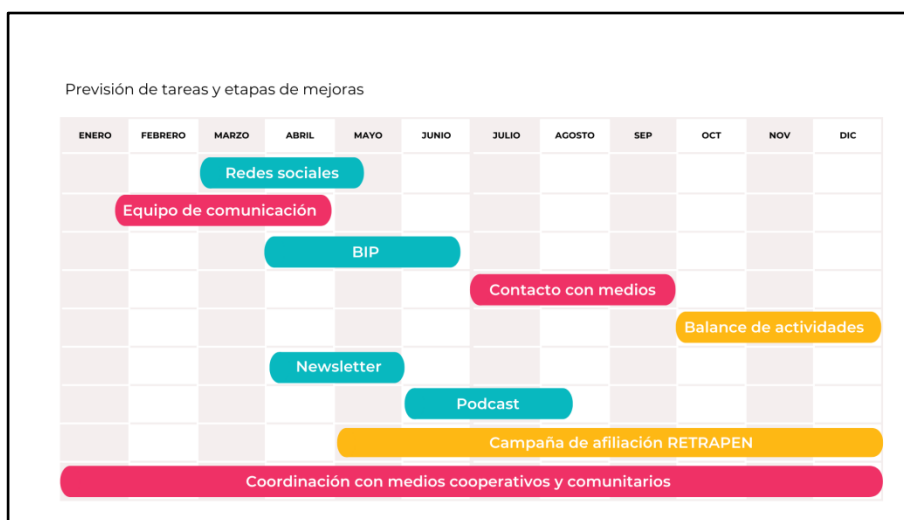 Previsión de tareas y etapas de mejoras
ENERO FEBRERO MARZO ABRIL MAYO JUNIO JULIO AGOSTO SEP OCT NOV DIC
Redes sociales
Equipo de comunicación
BIP
Contacto con medios
Balance de actividades
Newsletter
Podcast
Campaña de afiliación RETRAPEN
Coordinación con medios cooperativos y comunitarios